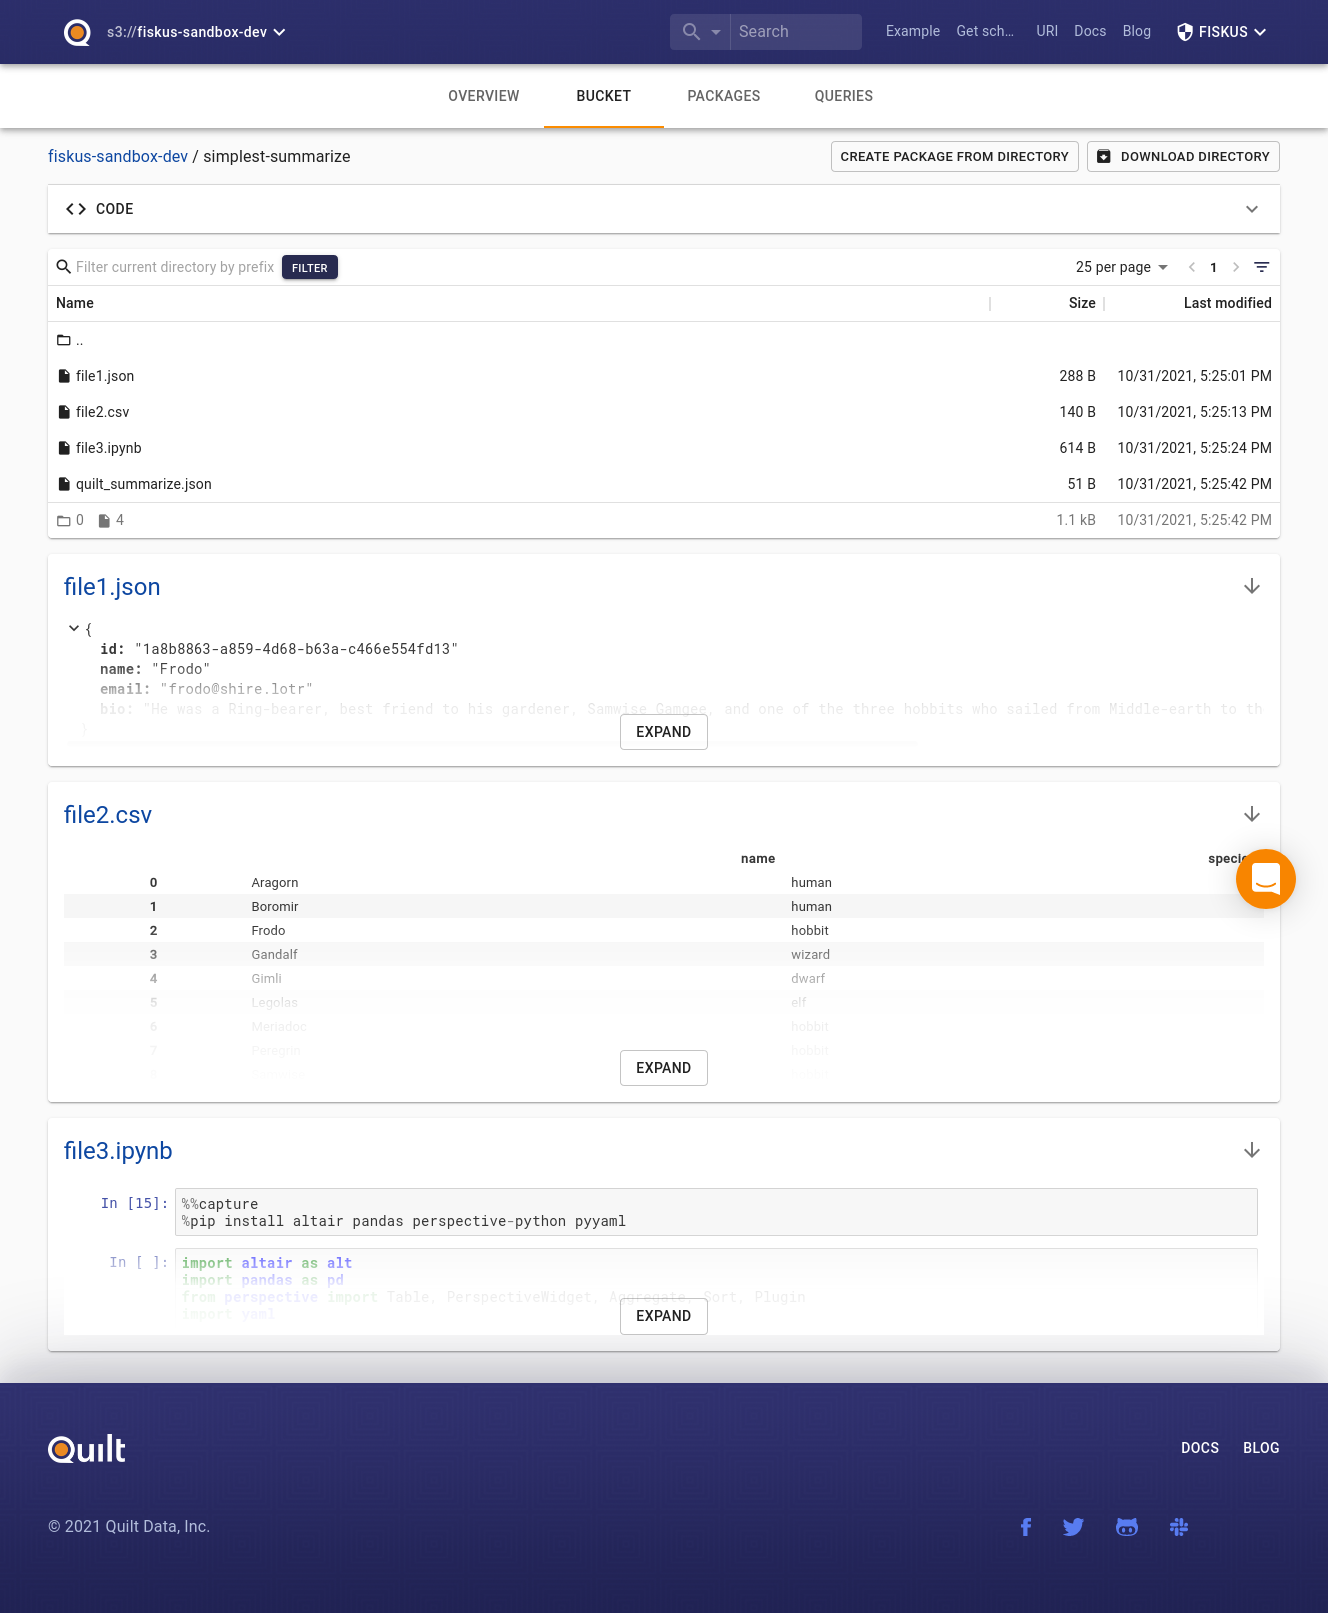 s3://fiskus-sandbox-dev Search Example Get sch... URI Docs Blog FISKUS
OVERVIEW BUCKET PACKAGES QUERIES
fiskus-sandbox-dev / simplest-summarize CREATE PACKAGE FROM DIRECTORY DOWNLOAD DIRECTORY
<> CODE
Filter current directory by prefix FILTER 25 per page 1
Name Size Last modified
..
file1.json 288 B 10/31/2021, 5:25:01 PM
file2.csv 140 B 10/31/2021, 5:25:13 PM
file3.ipynb 614 B 10/31/2021, 5:25:24 PM
quilt_summarize.json 51 B 10/31/2021, 5:25:42 PM
0 4 1.1 kB 10/31/2021, 5:25:42 PM
file1.json
{
id: "1a8b8863-a859-4d68-b63a-c466e554fd13"
name: "Frodo"
email: "frodo@shire.lotr"
bio: "He was a Ring-bearer, best friend to his gardener, Samwise Gamgee, and one of the three hobbits who sailed from Middle-earth to th
}
EXPAND
file2.csv
name
0 Aragorn human
1 Boromir human
2 Frodo hobbit
3 Gandalf wizard
4 Gimli dwarf
5 Legolas elf
6 Meriadoc hobbit
7 Peregrin hobbit
EXPAND
file3.ipynb
In [15]: %%capture
%pip install altair pandas perspective-python pyyaml
In [ ]: import altair as alt
import pandas as pd
from perspective import Table, PerspectiveWidget, Aggregate, Sort, Plugin
import yaml
EXPAND
Quilt DOCS BLOG
© 2021 Quilt Data, Inc.